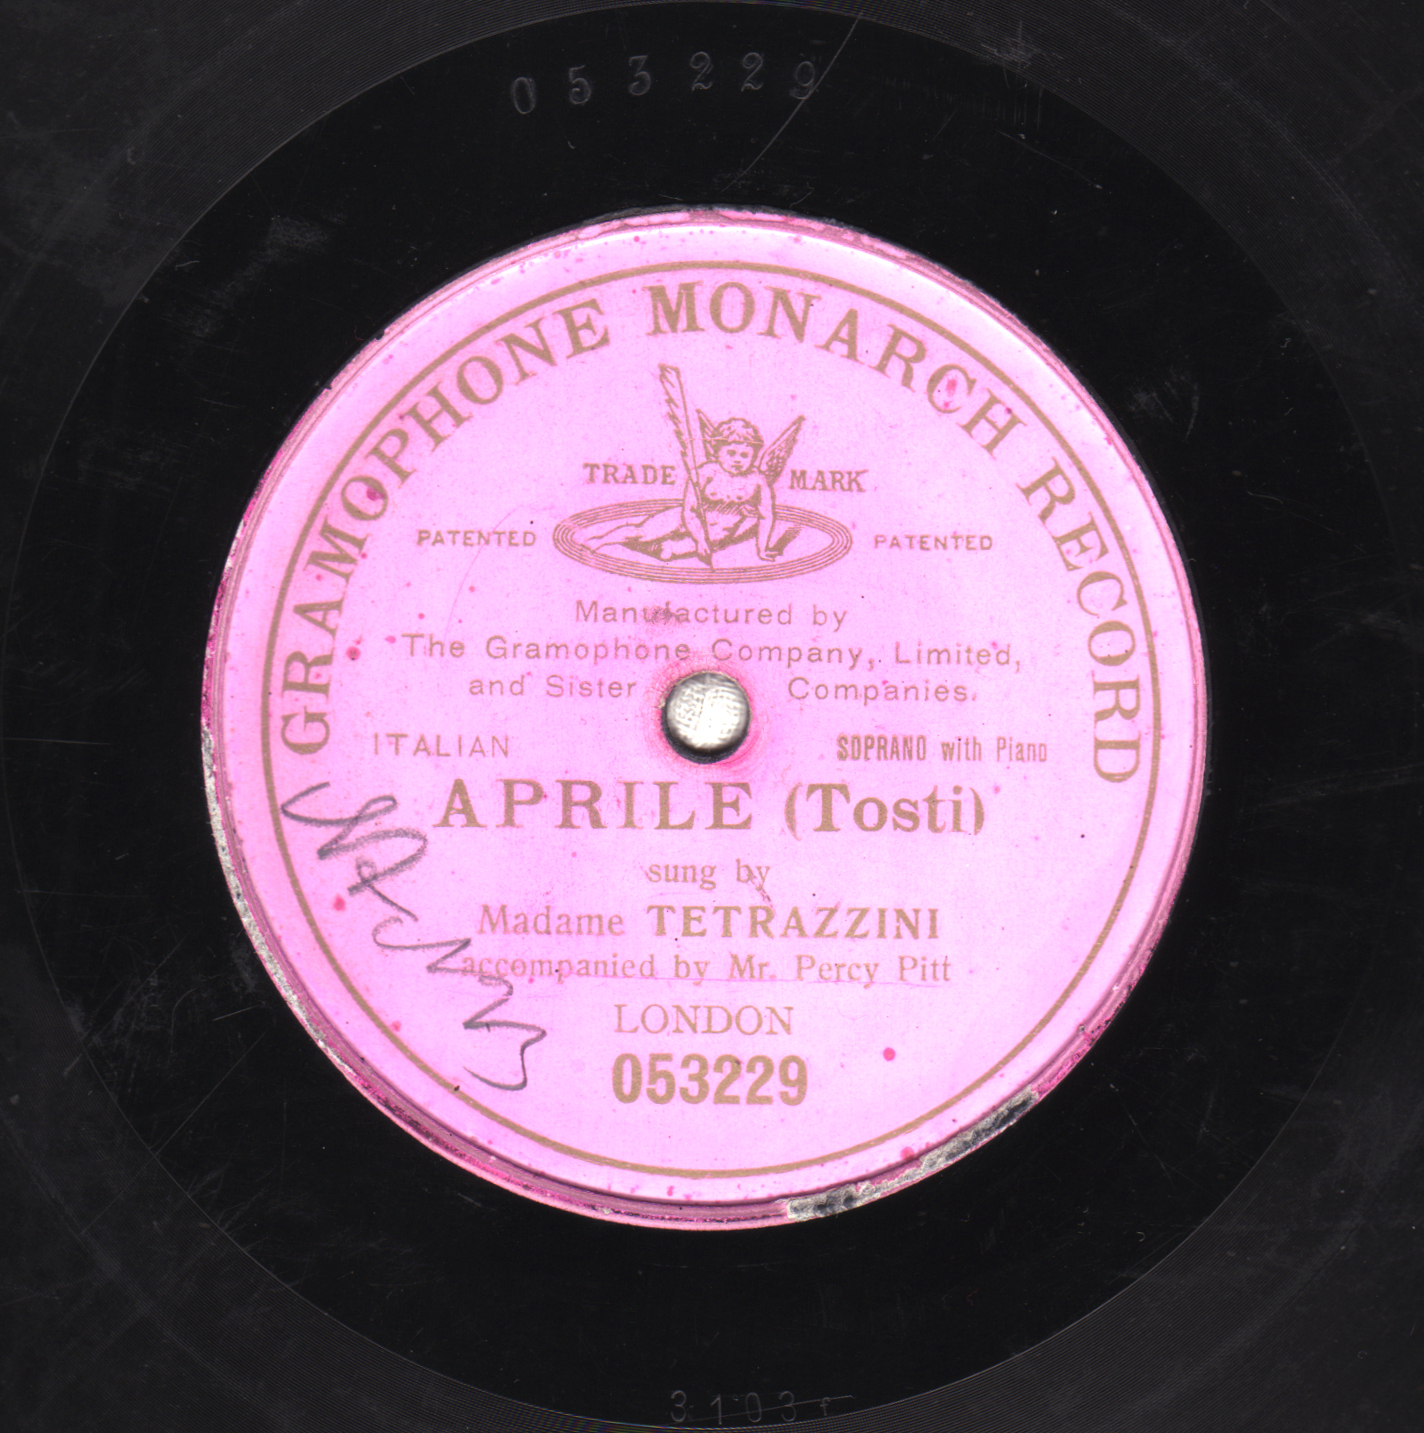 053229
GRAMOPHONE MONARCH RECORD
TRADE MARK
PATENTED PATENTED
Manufactured by
The Gramophone Company, Limited,
and Sister Companies.
ITALIAN SOPRANO with Piano
APRILE (Tosti)
sung by
Madame TETRAZZINI
accompanied by Mr. Percy Pitt
LONDON
053229
3103f